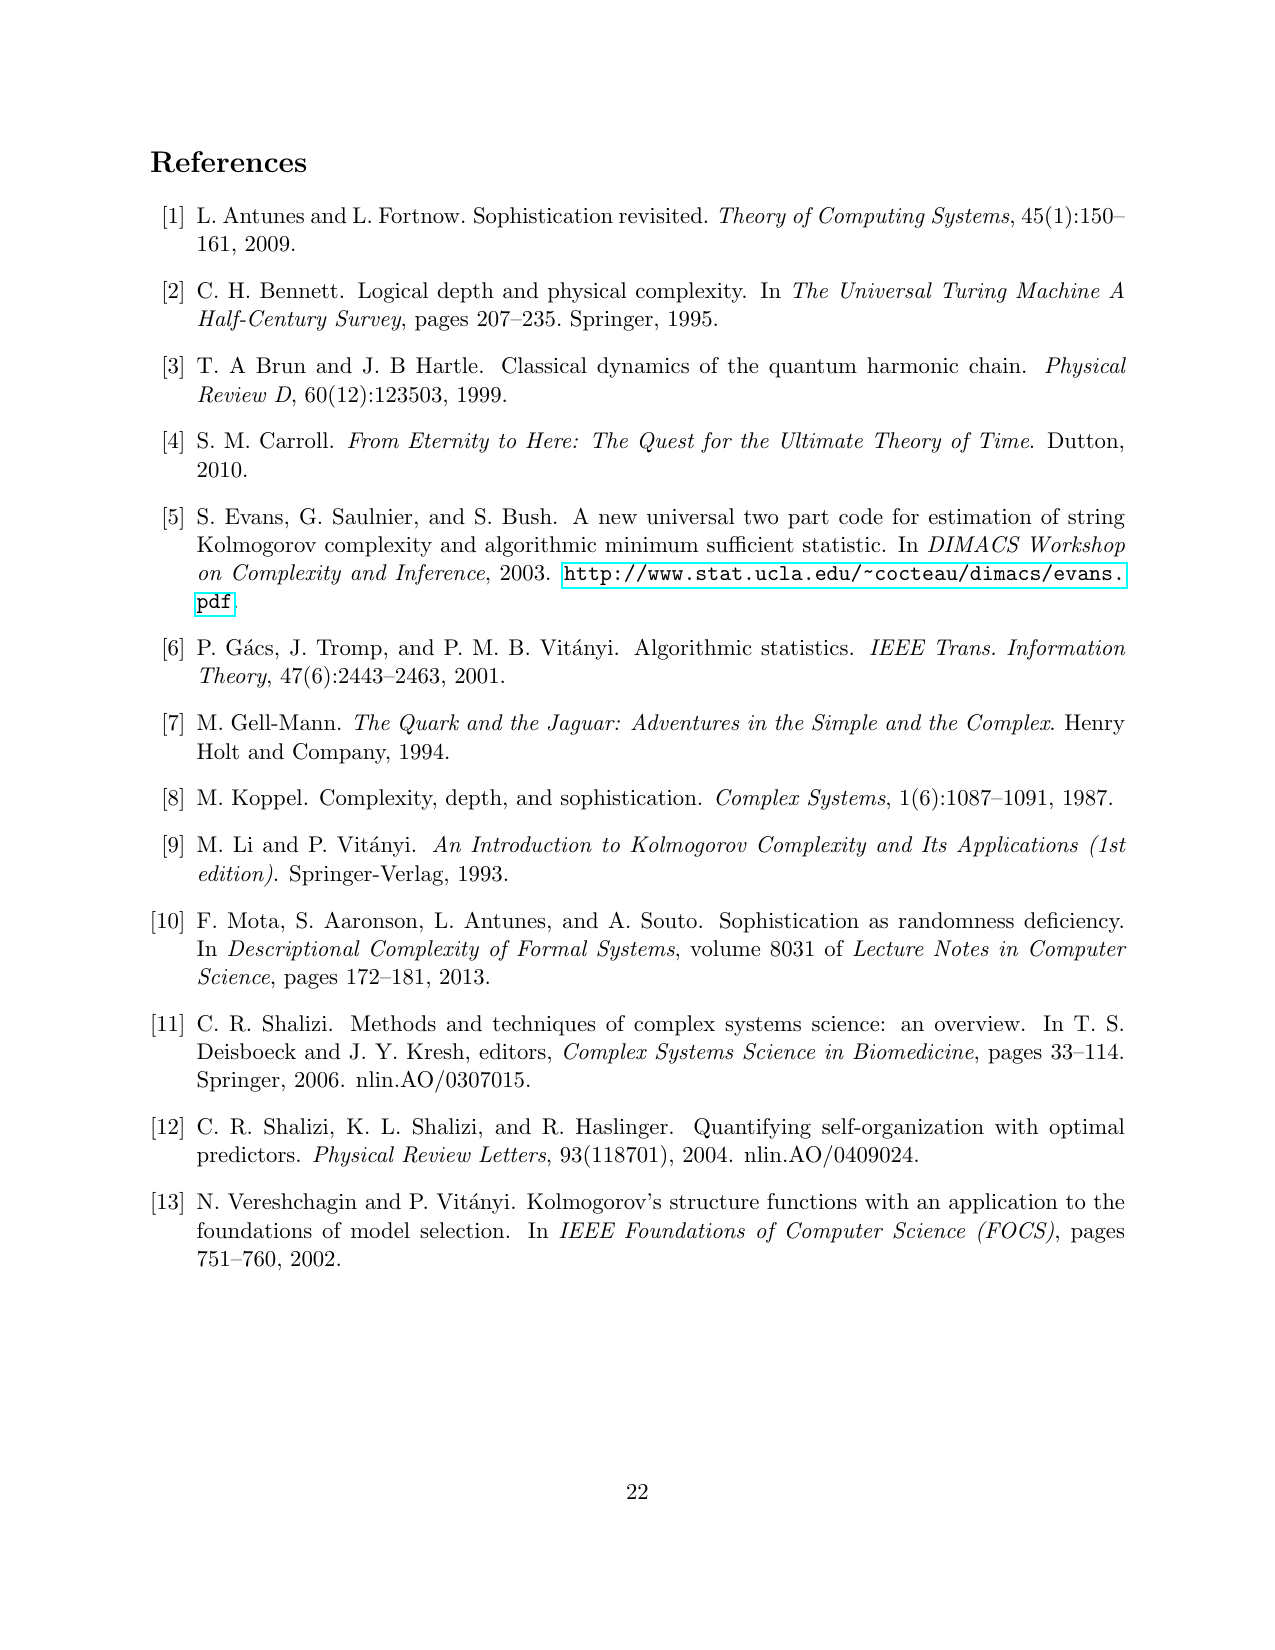 References
[1] L. Antunes and L. Fortnow. Sophistication revisited. Theory of Computing Systems, 45(1):150–
161, 2009.
[2] C. H. Bennett. Logical depth and physical complexity. In The Universal Turing Machine A
Half-Century Survey, pages 207–235. Springer, 1995.
[3] T. A Brun and J. B Hartle. Classical dynamics of the quantum harmonic chain. Physical
Review D, 60(12):123503, 1999.
[4] S. M. Carroll. From Eternity to Here: The Quest for the Ultimate Theory of Time. Dutton,
2010.
[5] S. Evans, G. Saulnier, and S. Bush. A new universal two part code for estimation of string
Kolmogorov complexity and algorithmic minimum sufficient statistic. In DIMACS Workshop
on Complexity and Inference, 2003. http://www.stat.ucla.edu/~cocteau/dimacs/evans.
pdf.
[6] P. Gács, J. Tromp, and P. M. B. Vitányi. Algorithmic statistics. IEEE Trans. Information
Theory, 47(6):2443–2463, 2001.
[7] M. Gell-Mann. The Quark and the Jaguar: Adventures in the Simple and the Complex. Henry
Holt and Company, 1994.
[8] M. Koppel. Complexity, depth, and sophistication. Complex Systems, 1(6):1087–1091, 1987.
[9] M. Li and P. Vitányi. An Introduction to Kolmogorov Complexity and Its Applications (1st
edition). Springer-Verlag, 1993.
[10] F. Mota, S. Aaronson, L. Antunes, and A. Souto. Sophistication as randomness deficiency.
In Descriptional Complexity of Formal Systems, volume 8031 of Lecture Notes in Computer
Science, pages 172–181, 2013.
[11] C. R. Shalizi. Methods and techniques of complex systems science: an overview. In T. S.
Deisboeck and J. Y. Kresh, editors, Complex Systems Science in Biomedicine, pages 33–114.
Springer, 2006. nlin.AO/0307015.
[12] C. R. Shalizi, K. L. Shalizi, and R. Haslinger. Quantifying self-organization with optimal
predictors. Physical Review Letters, 93(118701), 2004. nlin.AO/0409024.
[13] N. Vereshchagin and P. Vitányi. Kolmogorov's structure functions with an application to the
foundations of model selection. In IEEE Foundations of Computer Science (FOCS), pages
751–760, 2002.
22